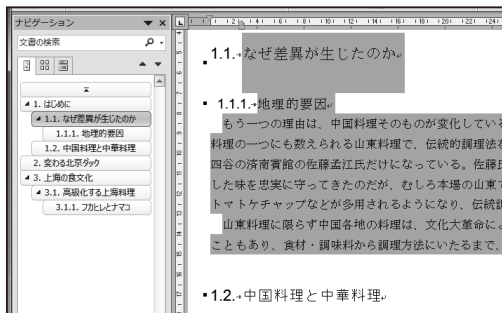 ナビゲーション
文書の検索
1. はじめに
1.1. なぜ差異が生じたのか
1.1.1. 地理的要因
1.2. 中国料理と中華料理
2. 変わる北京ダック
3. 上海の食文化
3.1. 高級化する上海料理
3.1.1. フカヒレとナマコ
1.1. なぜ差異が生じたのか
1.1.1. 地理的要因
もう一つの理由は、中国料理そのものが変化している
料理の一つにも数えられる山東料理で、伝統的調理法を
四谷の済南賓館の佐藤孟江氏だけになっている。佐藤氏
した味を忠実に守ってきたのだが、むしろ本場の山東で
トマトケチャップなどが多用されるようになり、伝統調
山東料理に限らず中国各地の料理は、文化大革命によ
こともあり、食材・調味料から調理方法にいたるまで、
1.2. 中国料理と中華料理